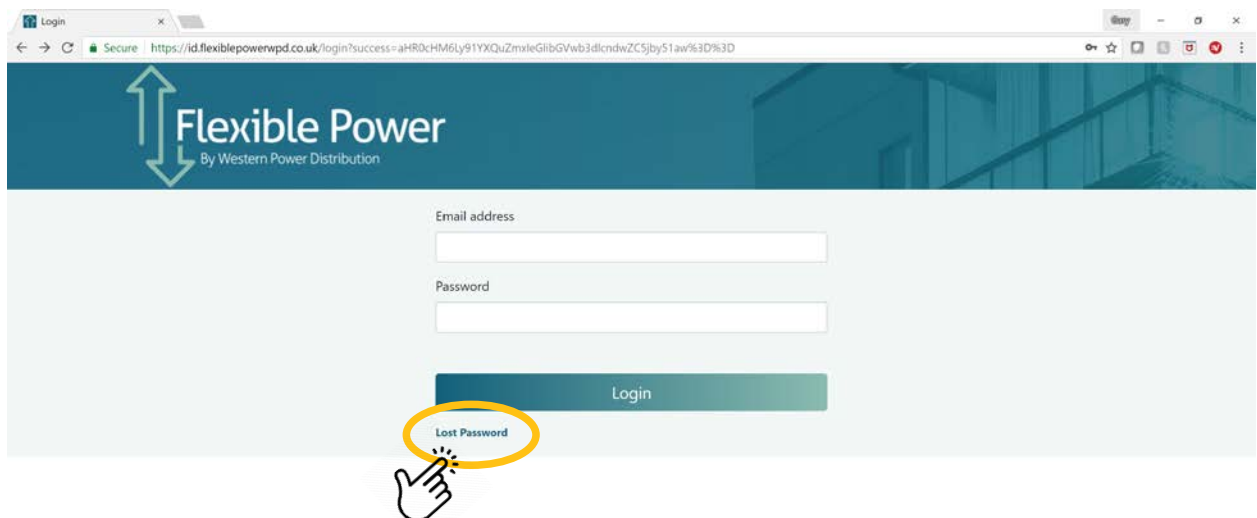 Login
Guy
Secure https://id.flexiblepowerwpd.co.uk/login?success=aHR0cHM6Ly91YXQuZmxleGlibGVwb3dlcndwZC5jby51aw%3D%3D
Flexible Power
By Western Power Distribution
Email address
Password
Login
Lost Password